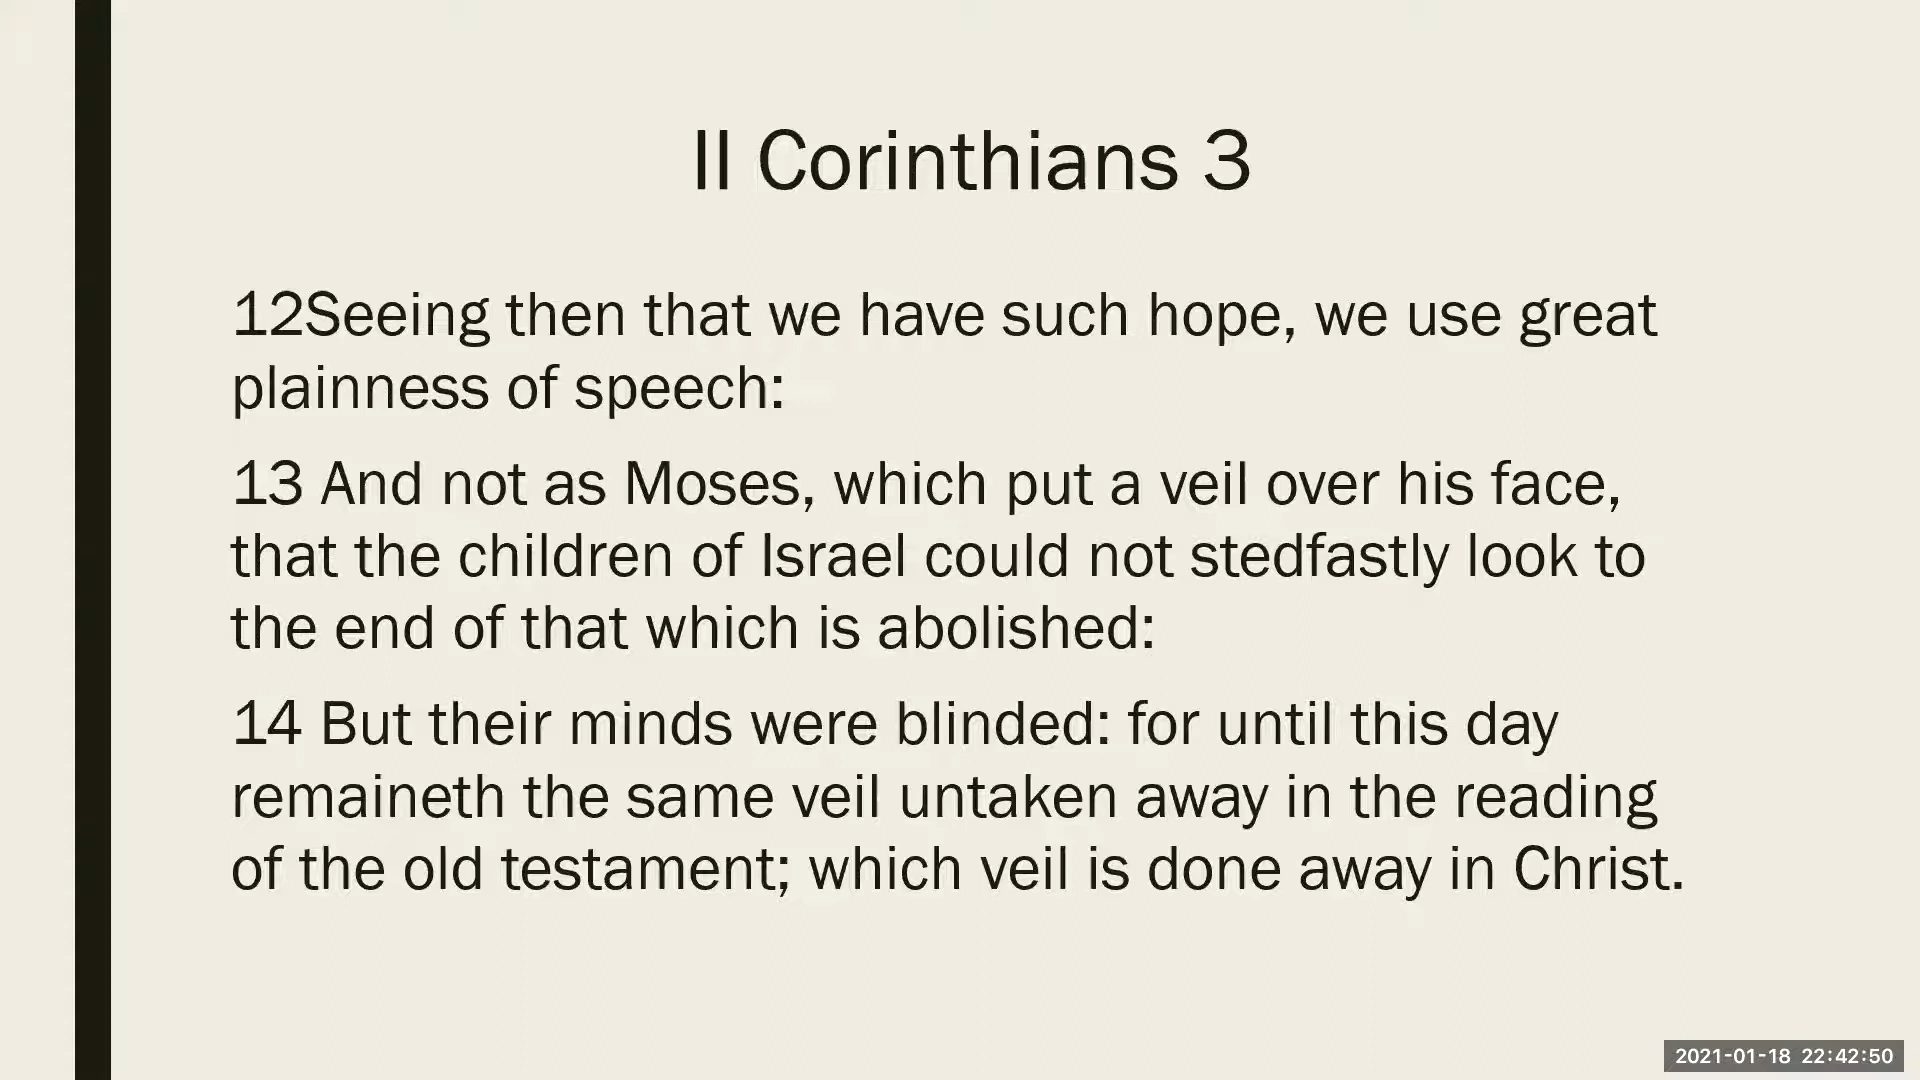 II Corinthians 3
12Seeing then that we have such hope, we use great
plainness of speech:
13 And not as Moses, which put a veil over his face,
that the children of Israel could not stedfastly look to
the end of that which is abolished:
14 But their minds were blinded: for until this day
remaineth the same veil untaken away in the reading
of the old testament; which veil is done away in Christ.
2021-01-18 22:42:50